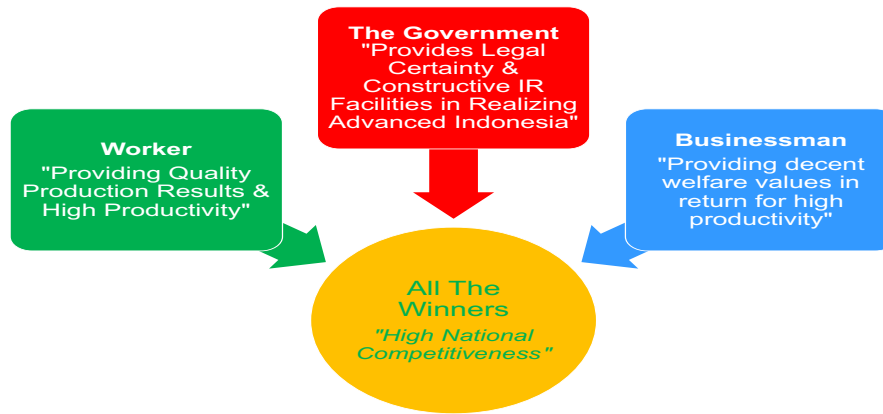 The Government
"Provides Legal
Certainty &
Constructive IR
Facilities in Realizing
Advanced Indonesia"
Worker
"Providing Quality
Production Results &
High Productivity"
Businessman
"Providing decent
welfare values in
return for high
productivity"
All The
Winners
"High National
Competitiveness"